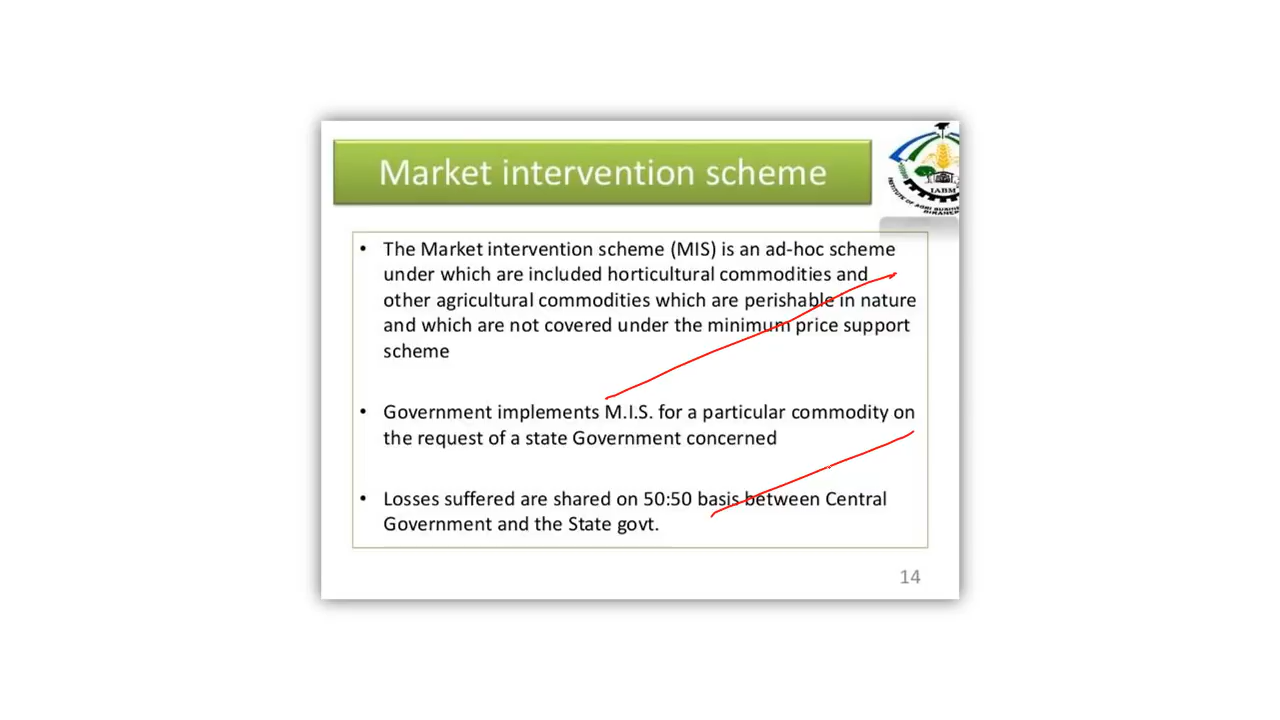 Market intervention scheme
IABM
• The Market intervention scheme (MIS) is an ad-hoc scheme
under which are included horticultural commodities and
other agricultural commodities which are perishable in nature
and which are not covered under the minimum price support
scheme
• Government implements M.I.S. for a particular commodity on
the request of a state Government concerned
• Losses suffered are shared on 50:50 basis between Central
Government and the State govt.
14